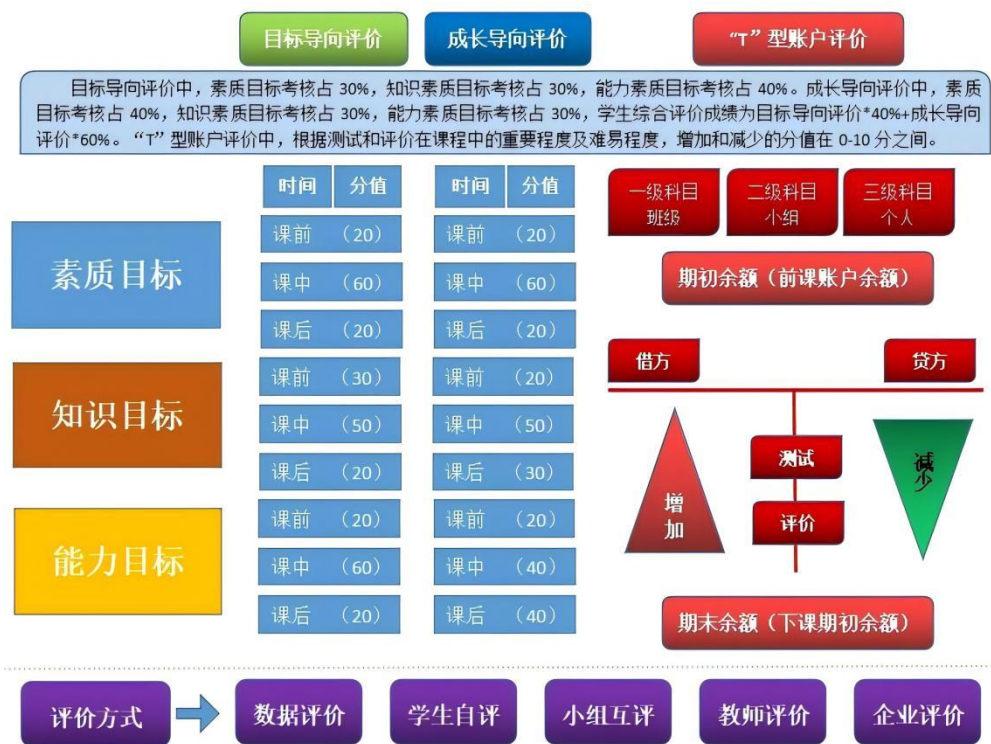 目标导向评价 成长导向评价 “T”型账户评价
目标导向评价中，素质目标考核占 30%，知识素质目标考核占 30%，能力素质目标考核占 40%。成长导向评价中，素质
目标考核占 40%，知识素质目标考核占 30%，能力素质目标考核占 30%，学生综合评价成绩为目标导向评价*40%+成长导向
评价*60%。“T”型账户评价中，根据测试和评价在课程中的重要程度及难易程度，增加和减少的分值在 0-10 分之间。
素质目标
知识目标
能力目标
时间 分值
课前 （20）
课中 （60）
课后 （20）
课前 （30）
课中 （50）
课后 （20）
课前 （20）
课中 （60）
课后 （20）
时间 分值
课前 （20）
课中 （60）
课后 （20）
课前 （20）
课中 （50）
课后 （30）
课前 （20）
课中 （40）
课后 （40）
一级科目
班级
二级科目
小组
三级科目
个人
期初余额（前课账户余额）
借方
贷方
增加
测试
评价
减少
期末余额（下课期初余额）
评价方式
数据评价
学生自评
小组互评
教师评价
企业评价